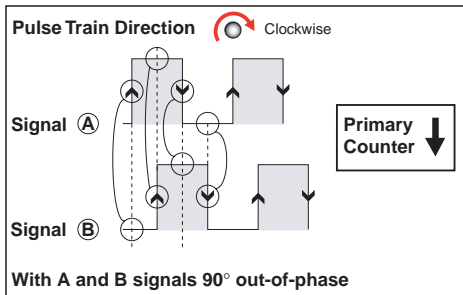 Pulse Train Direction
Clockwise
Signal A
Primary
Counter
Signal B
With A and B signals 90° out-of-phase